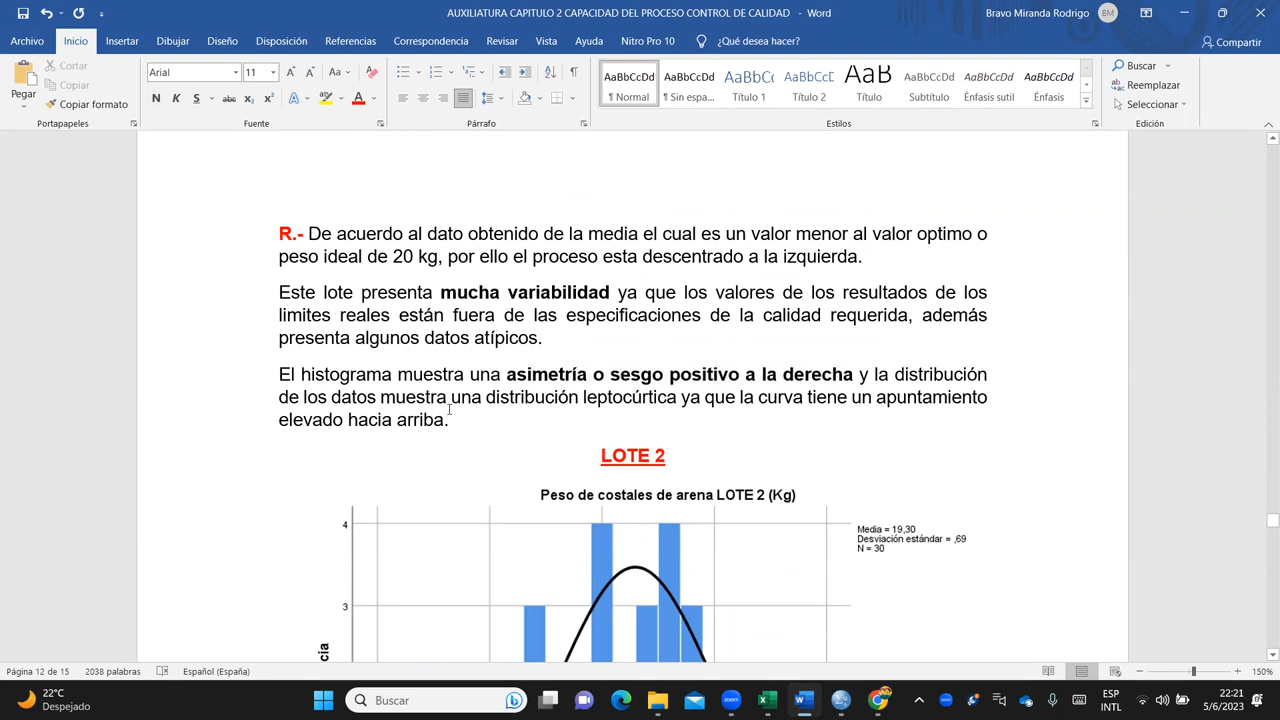 AUXILIATURA CAPITULO 2 CAPACIDAD DEL PROCESO CONTROL DE CALIDAD - Word
Bravo Miranda Rodrigo
BM
Archivo Inicio Insertar Dibujar Diseño Disposición Referencias Correspondencia Revisar Vista Ayuda Nitro Pro 10 ¿Qué desea hacer? Compartir
Pegar
Cortar
Copiar
Copiar formato
Portapapeles
Arial 11
N K S abc x₂ x²
Fuente
Párrafo
AaBbCcDd AaBbCcDd AaBbCc AaBbCcD AaB AaBbCcD AaBbCcDd AaBbCcDd
¶ Normal ¶ Sin espa... Título 1 Título 2 Título Subtítulo Énfasis sutil Énfasis
Estilos
Buscar
Reemplazar
Seleccionar
Edición
R.- De acuerdo al dato obtenido de la media el cual es un valor menor al valor optimo o
peso ideal de 20 kg, por ello el proceso esta descentrado a la izquierda.
Este lote presenta mucha variabilidad ya que los valores de los resultados de los
limites reales están fuera de las especificaciones de la calidad requerida, además
presenta algunos datos atípicos.
El histograma muestra una asimetría o sesgo positivo a la derecha y la distribución
de los datos muestra una distribución leptocúrtica ya que la curva tiene un apuntamiento
elevado hacia arriba.
LOTE 2
Peso de costales de arena LOTE 2 (Kg)
4
3
cia
Media = 19,30
Desviación estándar = ,69
N = 30
Página 12 de 15 2038 palabras Español (España) 150%
22°C
Despejado
Buscar
ESP
INTL
22:21
5/6/2023